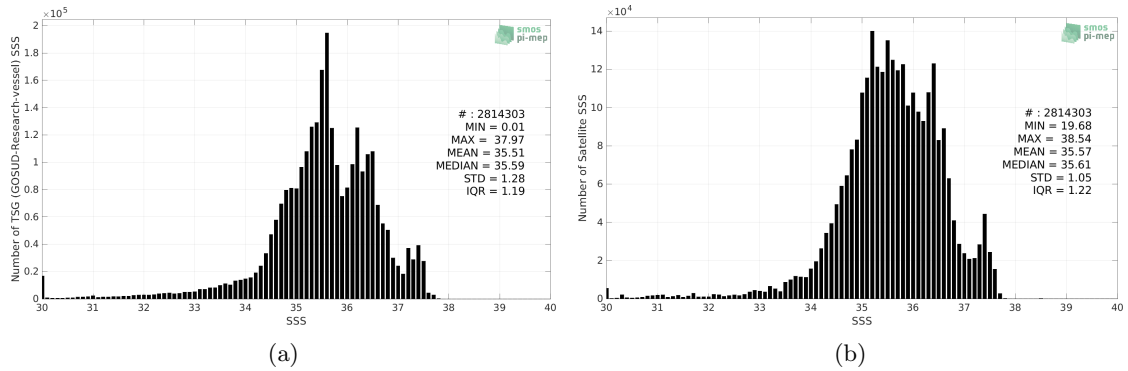 ×10^5
Number of TSG (GOSUD-Research-vessel) SSS
2
1.8
1.6
1.4
1.2
1
0.8
0.6
0.4
0.2
0
smos
pi-mep
# : 2814303
MIN = 0.01
MAX = 37.97
MEAN = 35.51
MEDIAN = 35.59
STD = 1.28
IQR = 1.19
30 31 32 33 34 35 36 37 38 39 40
SSS
(a)
×10^4
Number of Satellite SSS
14
12
10
8
6
4
2
0
smos
pi-mep
# : 2814303
MIN = 19.68
MAX = 38.54
MEAN = 35.57
MEDIAN = 35.61
STD = 1.05
IQR = 1.22
30 31 32 33 34 35 36 37 38 39 40
SSS
(b)